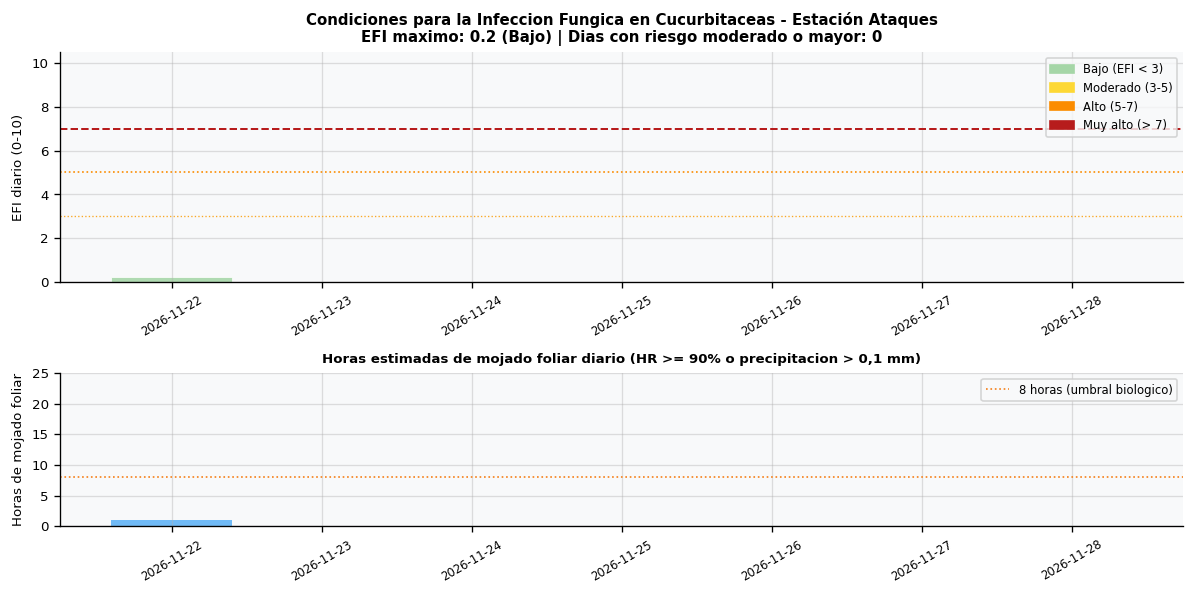 Condiciones para la Infeccion Fungica en Cucurbitaceas - Estación Ataques
EFI maximo: 0.2 (Bajo) | Dias con riesgo moderado o mayor: 0
EFI diario (0-10)
10
8
6
4
2
0
Bajo (EFI < 3)
Moderado (3-5)
Alto (5-7)
Muy alto (> 7)
2026-11-22
2026-11-23
2026-11-24
2026-11-25
2026-11-26
2026-11-27
2026-11-28
Horas estimadas de mojado foliar diario (HR >= 90% o precipitacion > 0,1 mm)
Horas de mojado foliar
25
20
15
10
5
0
8 horas (umbral biologico)
2026-11-22
2026-11-23
2026-11-24
2026-11-25
2026-11-26
2026-11-27
2026-11-28